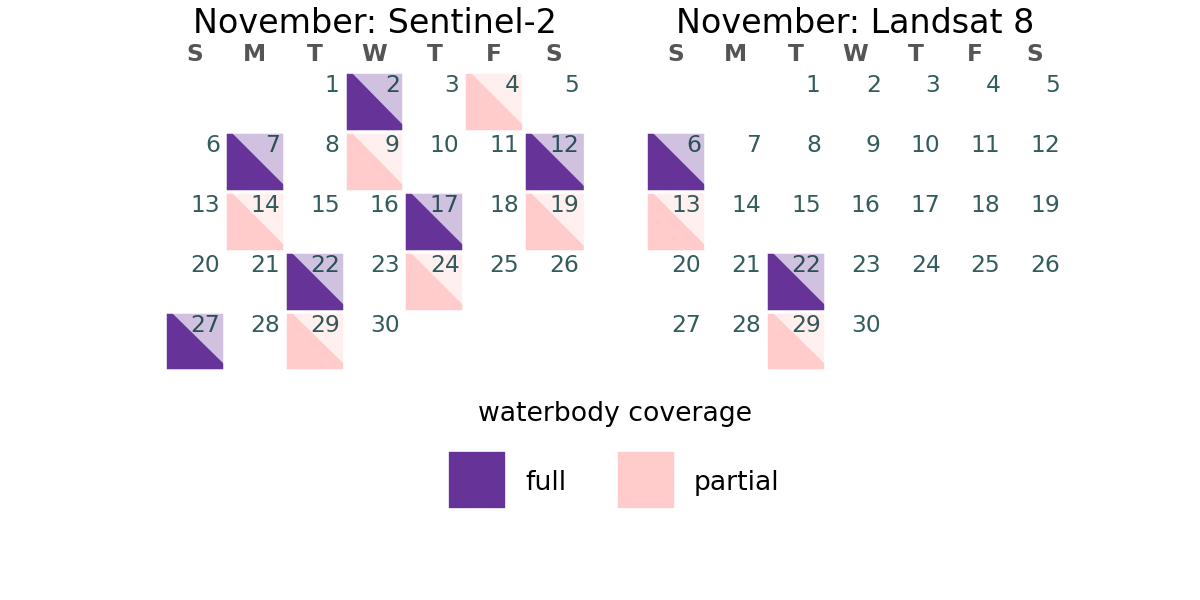 November: Sentinel-2
S M T W T F S
1 2 3 4 5
6 7 8 9 10 11 12
13 14 15 16 17 18 19
20 21 22 23 24 25 26
27 28 29 30
November: Landsat 8
S M T W T F S
1 2 3 4 5
6 7 8 9 10 11 12
13 14 15 16 17 18 19
20 21 22 23 24 25 26
27 28 29 30
waterbody coverage
full
partial